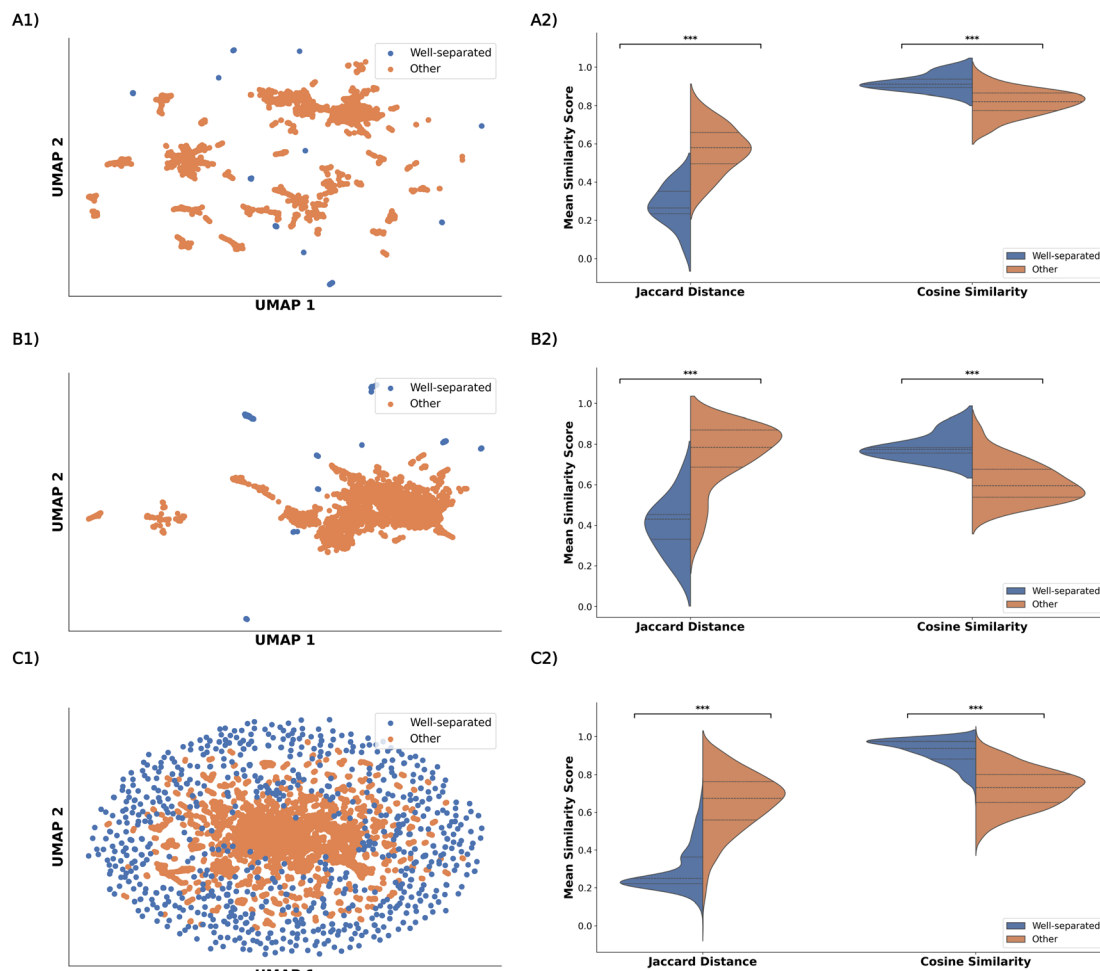 A1)
UMAP 2
Well-separated
Other
UMAP 1
A2)
Mean Similarity Score
0.0
0.2
0.4
0.6
0.8
1.0
***
***
Well-separated
Other
Jaccard Distance
Cosine Similarity
B1)
UMAP 2
Well-separated
Other
UMAP 1
B2)
Mean Similarity Score
0.0
0.2
0.4
0.6
0.8
1.0
***
***
Well-separated
Other
Jaccard Distance
Cosine Similarity
C1)
UMAP 2
Well-separated
Other
UMAP 1
C2)
Mean Similarity Score
0.0
0.2
0.4
0.6
0.8
1.0
***
***
Well-separated
Other
Jaccard Distance
Cosine Similarity